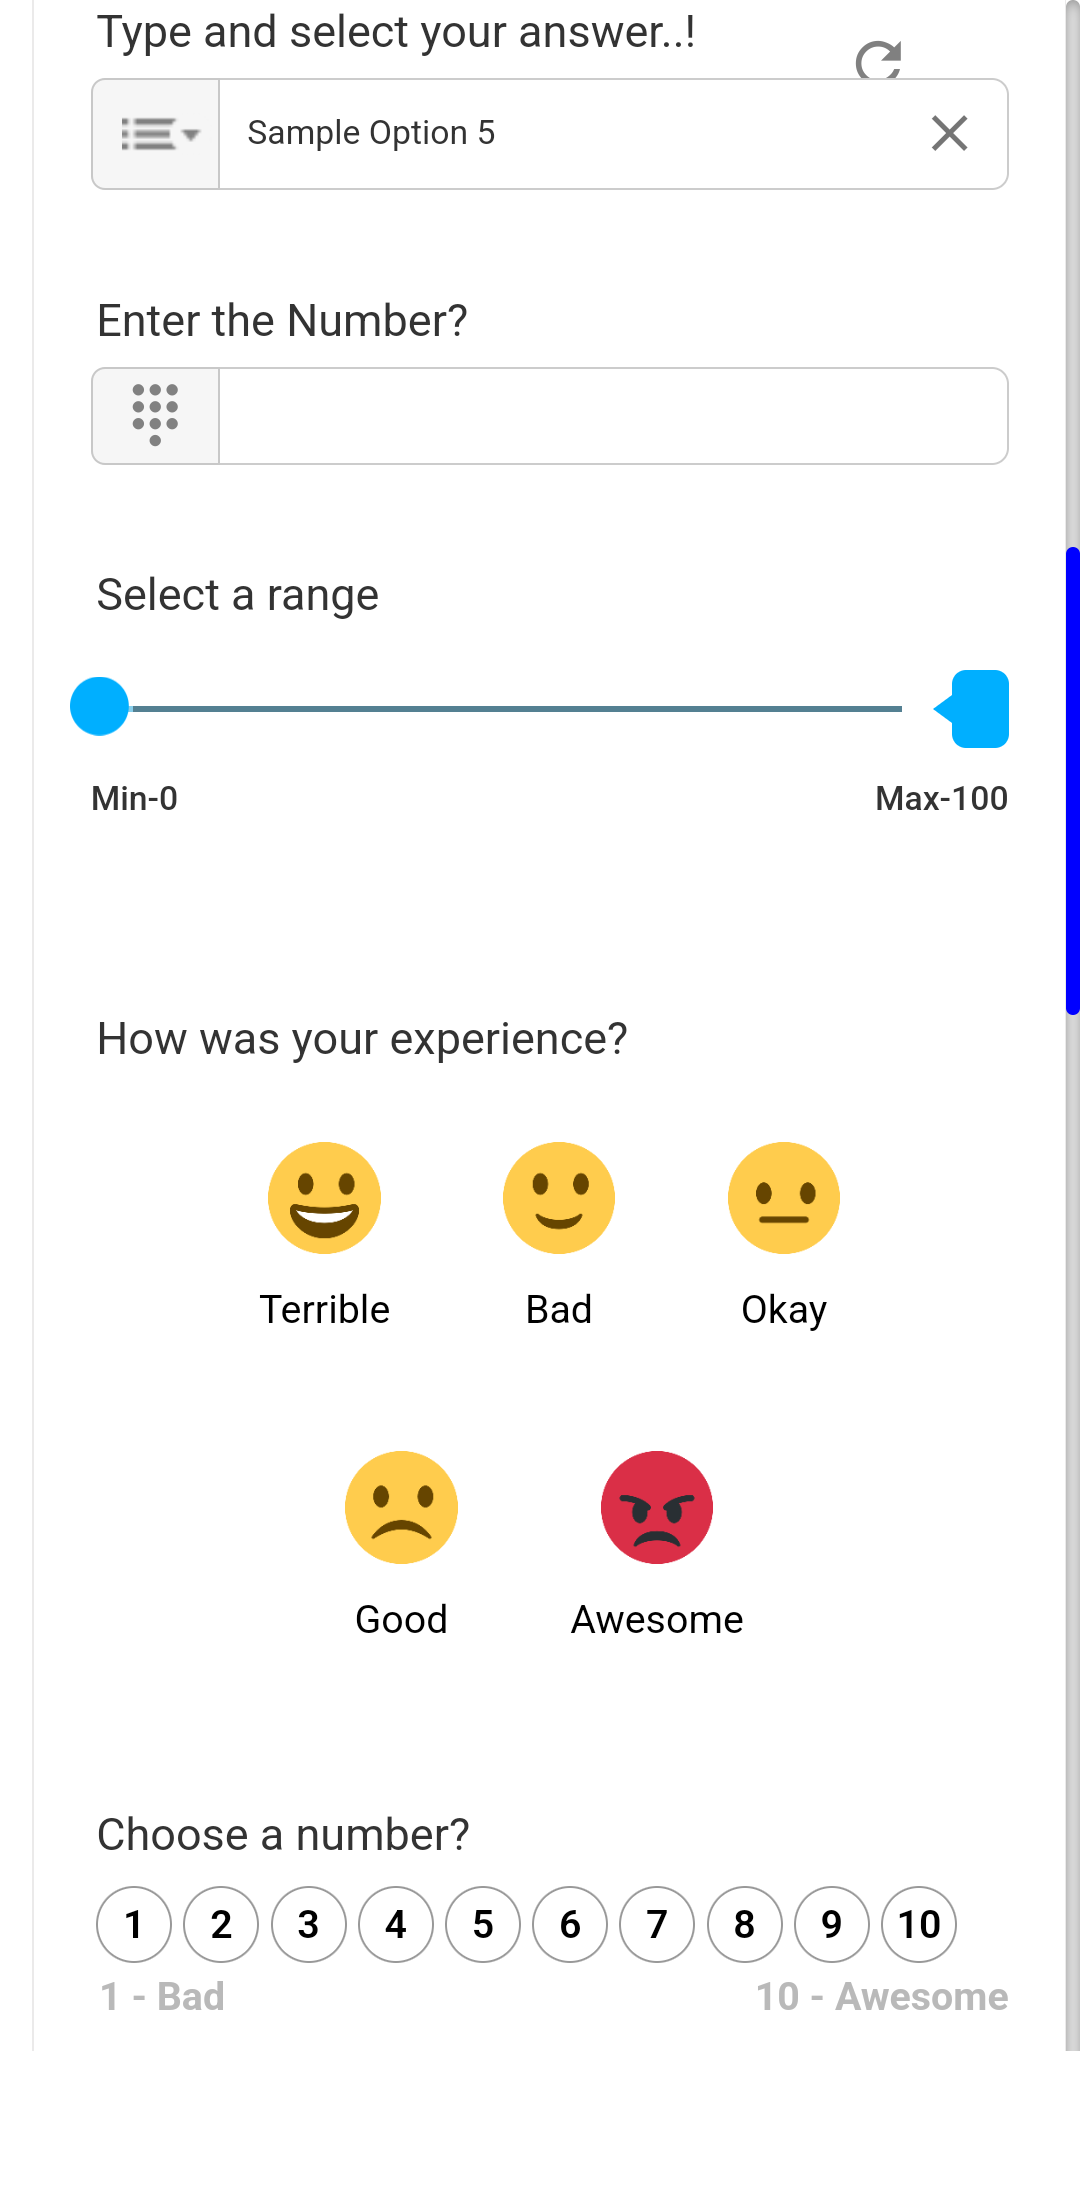 Type and select your answer..!
Sample Option 5
Enter the Number?
Select a range
Min-0 Max-100
How was your experience?
Terrible Bad Okay
Good Awesome
Choose a number?
1 2 3 4 5 6 7 8 9 10
1 - Bad 10 - Awesome